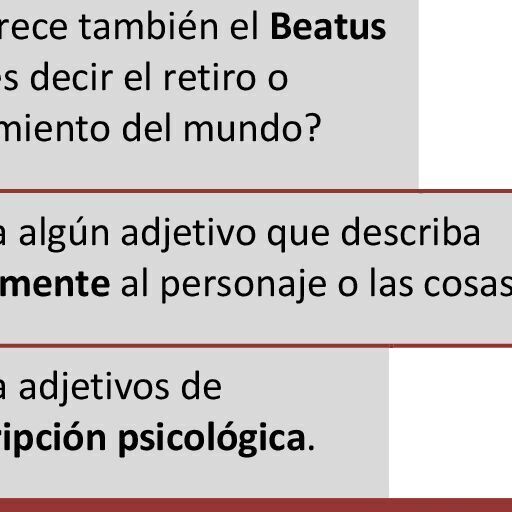 rece también el Beatus
es decir el retiro o
miento del mundo?
a algún adjetivo que describa
mente al personaje o las cosas
a adjetivos de
ripción psicológica.